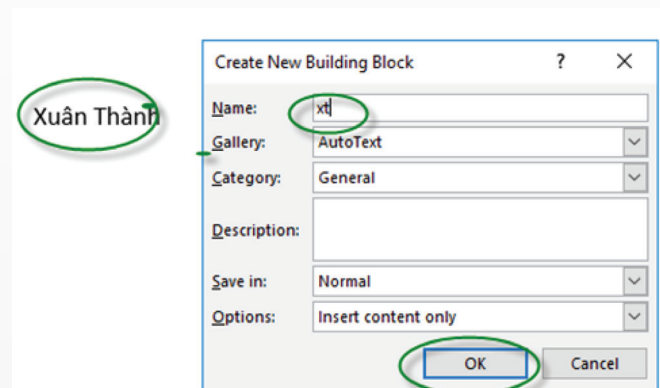 Create New Building Block ? X
Xuân Thành
Name: xt
Gallery: AutoText
Category: General
Description:
Save in: Normal
Options: Insert content only
OK Cancel